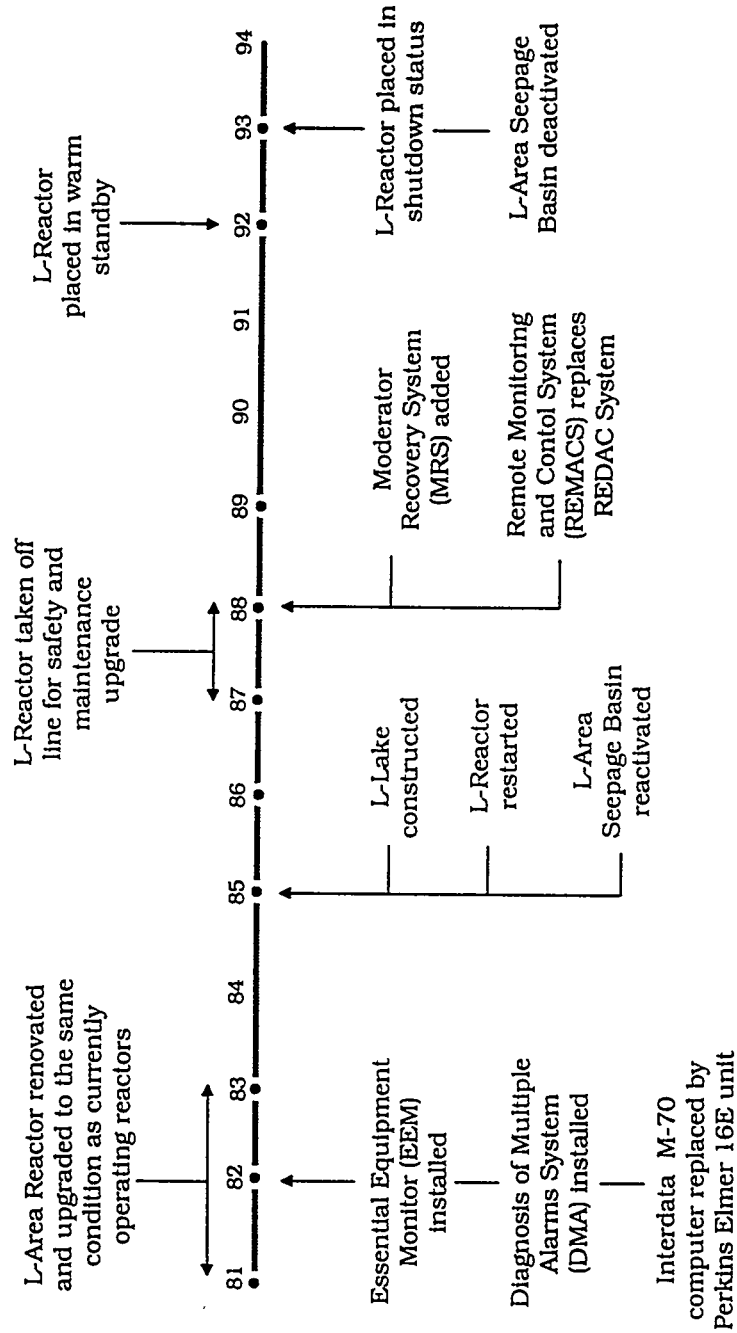 L-Area Reactor renovated
and upgraded to the same
condition as currently
operating reactors
L-Reactor taken off
line for safety and
maintenance
upgrade
L-Reactor
placed in warm
standby
81 82 83 84 85 86 87 88 89 90 91 92 93 94
Essential Equipment
Monitor (EEM)
installed
Diagnosis of Multiple
Alarms System
(DMA) installed
Interdata M-70
computer replaced by
Perkins Elmer 16E unit
L-Lake
constructed
L-Reactor
restarted
L-Area
Seepage Basin
reactivated
Moderator
Recovery System
(MRS) added
Remote Monitoring
and Contol System
(REMACS) replaces
REDAC System
L-Reactor placed in
shutdown status
L-Area Seepage
Basin deactivated